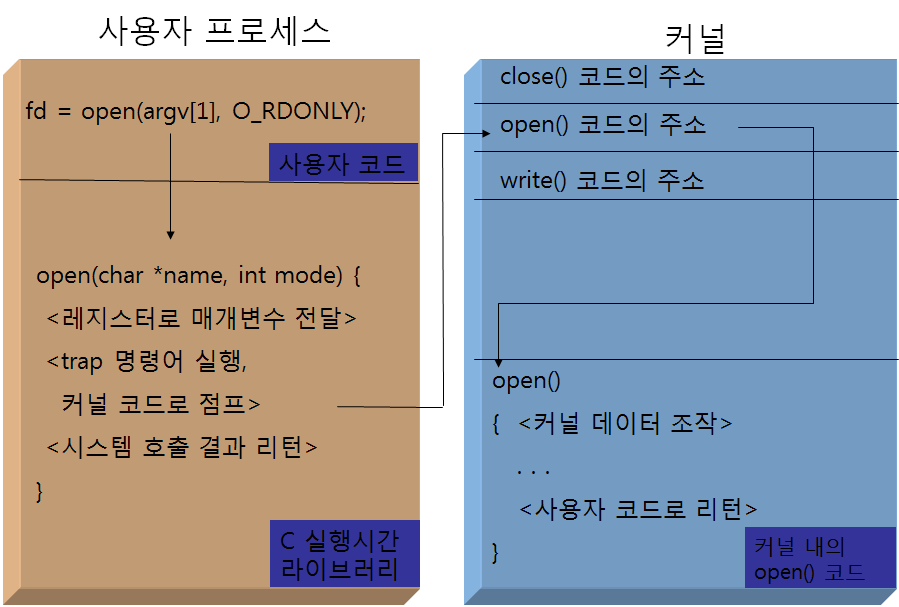 사용자 프로세스
fd = open(argv[1], O_RDONLY);
사용자 코드
open(char *name, int mode) {
<레지스터로 매개변수 전달>
<trap 명령어 실행,
커널 코드로 점프>
<시스템 호출 결과 리턴>
}
C 실행시간
라이브러리
커널
close() 코드의 주소
open() 코드의 주소
write() 코드의 주소
open()
{ <커널 데이터 조작>
. . .
<사용자 코드로 리턴>
}
커널 내의
open() 코드